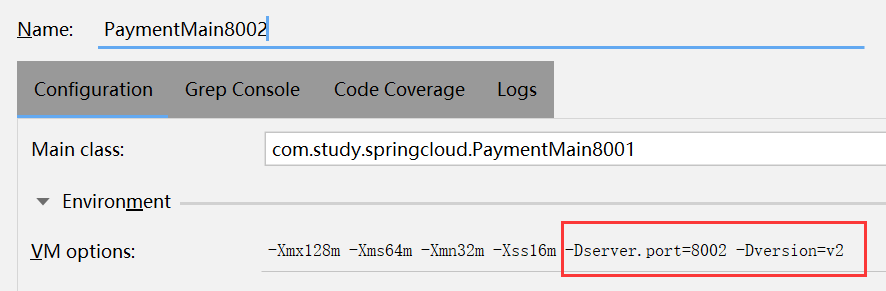 Name: PaymentMain8002
Configuration Grep Console Code Coverage Logs
Main class: com.study.springcloud.PaymentMain8001
Environment
VM options: -Xmx128m -Xms64m -Xmn32m -Xss16m -Dserver.port=8002 -Dversion=v2